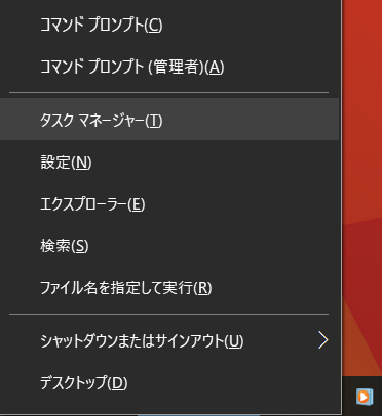 コマンド プロンプト(C)
コマンド プロンプト (管理者)(A)
タスク マネージャー(T)
設定(N)
エクスプローラー(E)
検索(S)
ファイル名を指定して実行(R)
シャットダウンまたはサインアウト(U)
デスクトップ(D)